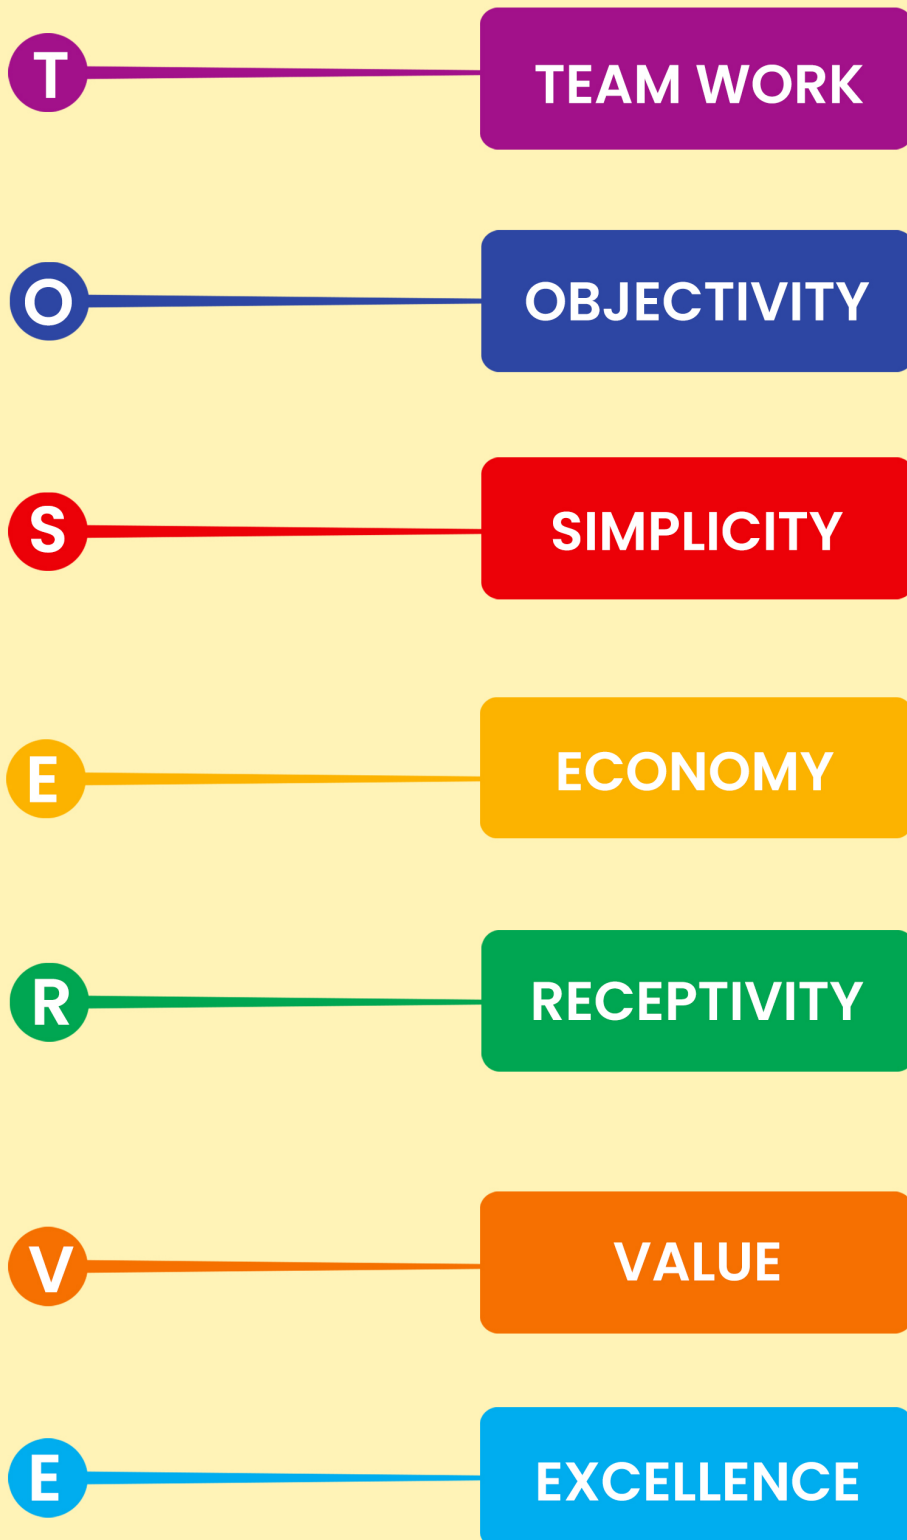 T TEAM WORK
O OBJECTIVITY
S SIMPLICITY
E ECONOMY
R RECEPTIVITY
V VALUE
E EXCELLENCE